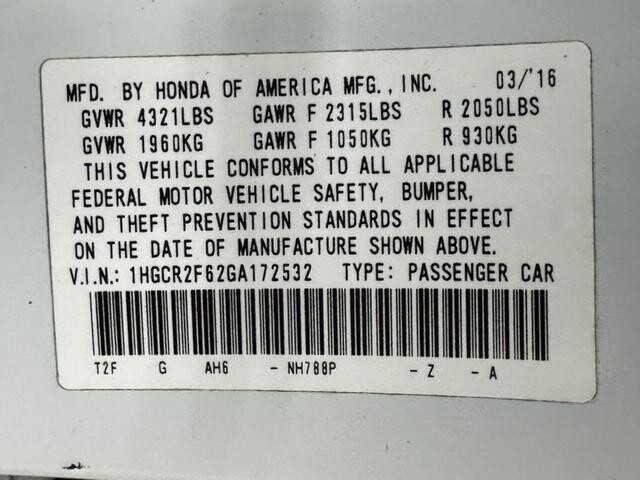 MFD. BY HONDA OF AMERICA MFG., INC. 03/'16
GVWR 4321LBS GAWR F 2315LBS R 2050LBS
GVWR 1960KG GAWR F 1050KG R 930KG
THIS VEHICLE CONFORMS TO ALL APPLICABLE
FEDERAL MOTOR VEHICLE SAFETY, BUMPER,
AND THEFT PREVENTION STANDARDS IN EFFECT
ON THE DATE OF MANUFACTURE SHOWN ABOVE.
V.I.N.: 1HGCR2F62GA172532 TYPE: PASSENGER CAR
T2F G AH6 - NH788P - Z - A